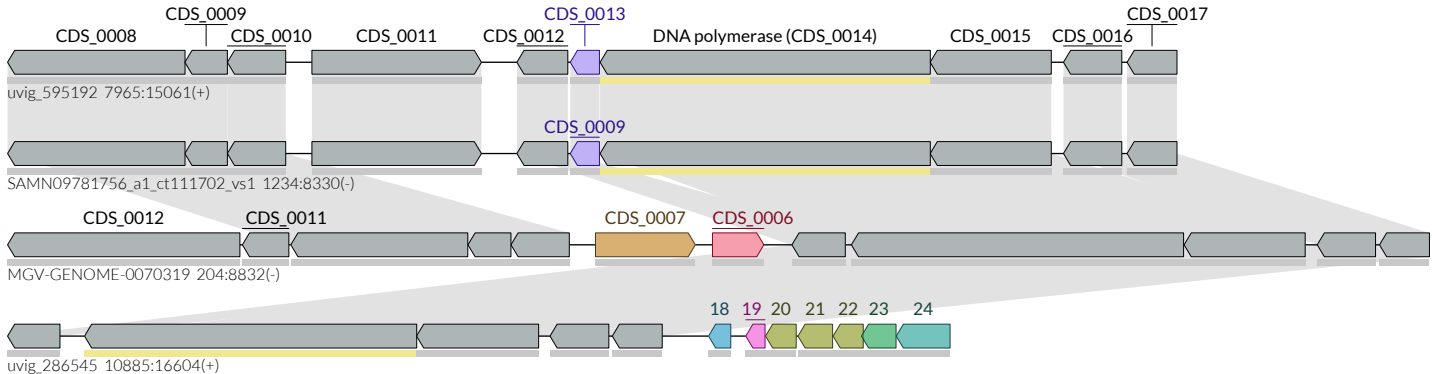 CDS_0009 CDS_0013 CDS_0017
CDS_0008 CDS_0010 CDS_0011 CDS_0012 DNA polymerase (CDS_0014) CDS_0015 CDS_0016
uvig_595192 7965:15061(+)
CDS_0009
SAMN09781756_a1_ct111702_vs1 1234:8330(-)
CDS_0012 CDS_0011 CDS_0007 CDS_0006
MGV-GENOME-0070319 204:8832(-)
18 19 20 21 22 23 24
uvig_286545 10885:16604(+)